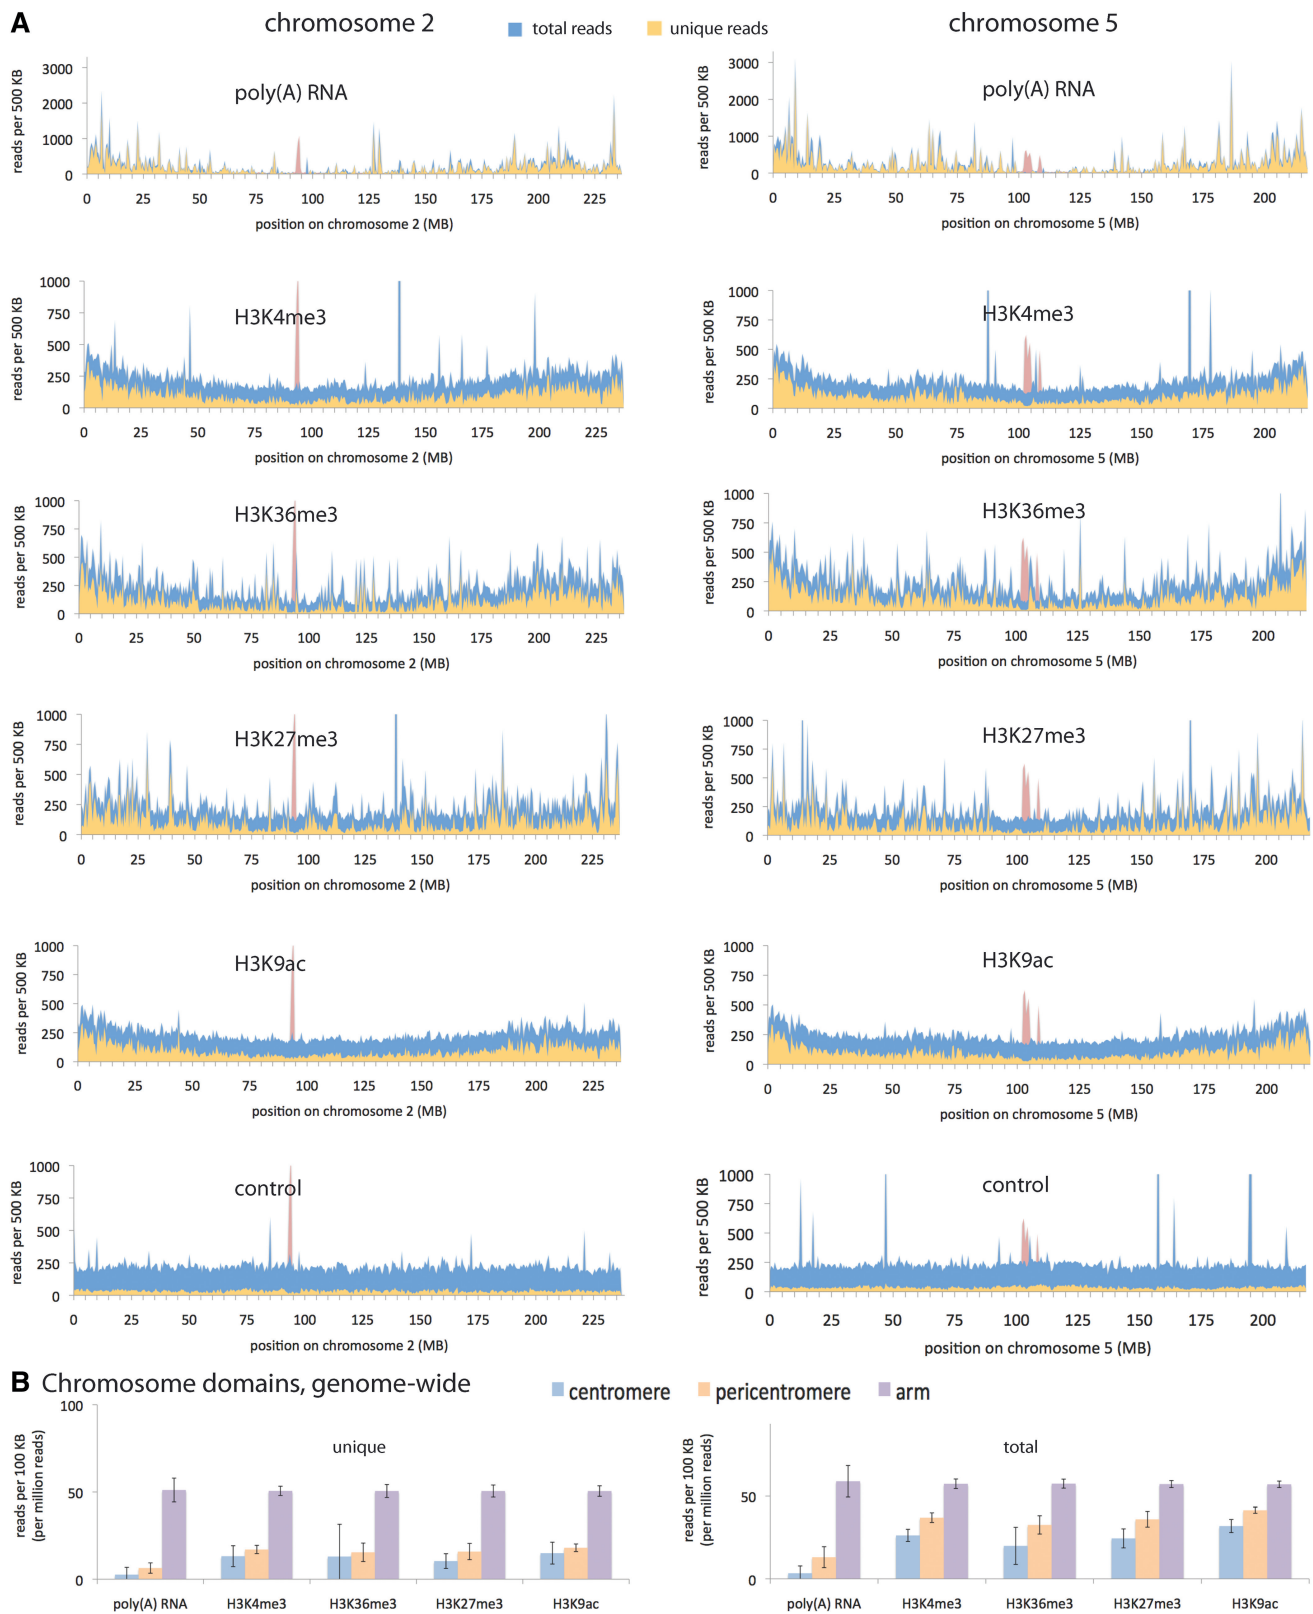 A chromosome 2 total reads unique reads chromosome 5
poly(A) RNA
reads per 500 KB
3000
2000
1000
0
0 25 50 75 100 125 150 175 200 225
position on chromosome 2 (MB)
poly(A) RNA
reads per 500 KB
3000
2000
1000
0
0 25 50 75 100 125 150 175 200
position on chromosome 5 (MB)
H3K4me3
reads per 500 KB
1000
750
500
250
0
0 25 50 75 100 125 150 175 200 225
position on chromosome 2 (MB)
H3K4me3
reads per 500 KB
1000
750
500
250
0
0 25 50 75 100 125 150 175 200
position on chromosome 5 (MB)
H3K36me3
reads per 500 KB
1000
750
500
250
0
0 25 50 75 100 125 150 175 200 225
position on chromosome 2 (MB)
H3K36me3
reads per 500 KB
1000
750
500
250
0
0 25 50 75 100 125 150 175 200
position on chromosome 5 (MB)
H3K27me3
reads per 500 KB
1000
750
500
250
0
0 25 50 75 100 125 150 175 200 225
position on chromosome 2 (MB)
H3K27me3
reads per 500 KB
1000
750
500
250
0
0 25 50 75 100 125 150 175 200
position on chromosome 5 (MB)
H3K9ac
reads per 500 KB
1000
750
500
250
0
0 25 50 75 100 125 150 175 200 225
position on chromosome 2 (MB)
H3K9ac
reads per 500 KB
1000
750
500
250
0
0 25 50 75 100 125 150 175 200
position on chromosome 5 (MB)
control
reads per 500 KB
1000
750
500
250
0
0 25 50 75 100 125 150 175 200 225
position on chromosome 2 (MB)
control
reads per 500 KB
1000
750
500
250
0
0 25 50 75 100 125 150 175 200
position on chromosome 5 (MB)
B Chromosome domains, genome-wide centromere pericentromere arm
unique
reads per 100 KB
(per million reads)
100
50
0
poly(A) RNA H3K4me3 H3K36me3 H3K27me3 H3K9ac
total
reads per 100 KB
(per million reads)
50
0
poly(A) RNA H3K4me3 H3K36me3 H3K27me3 H3K9ac